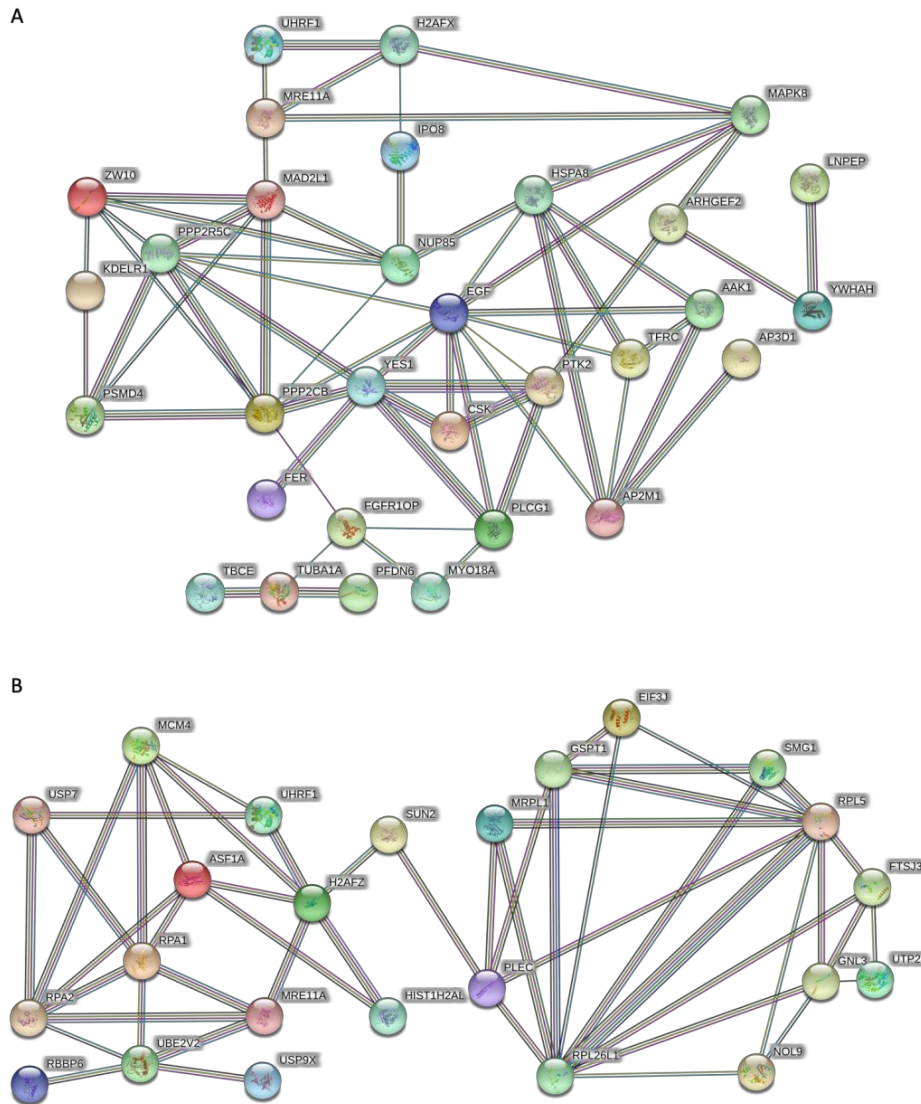 A
UHRF1 H2AFX
MRE11A MAPK8
IPO8
ZW10 MAD2L1 HSPA8 LNPEP
ARHGEF2
PPP2R5C NUP85
KDELR1 EGF AAK1 YWHAH
TFRC AP3D1
YES1 PTK2
PSMD4 PPP2CB CSK
FER AP2M1
FGFR1OP PLCG1
TBCE TUBA1A PFDN6 MYO18A
B
EIF3J
MCM4 GSPT1 SMG1
USP7 UHRF1 SUN2 MRPL1 RPL5
ASF1A H2AFZ FTSJ3
RPA1 PLEC GNL3 UTP2
RPA2 MRE11A HIST1H2AL
RBBP6 UBE2V2 USP9X RPL26L1 NOL9